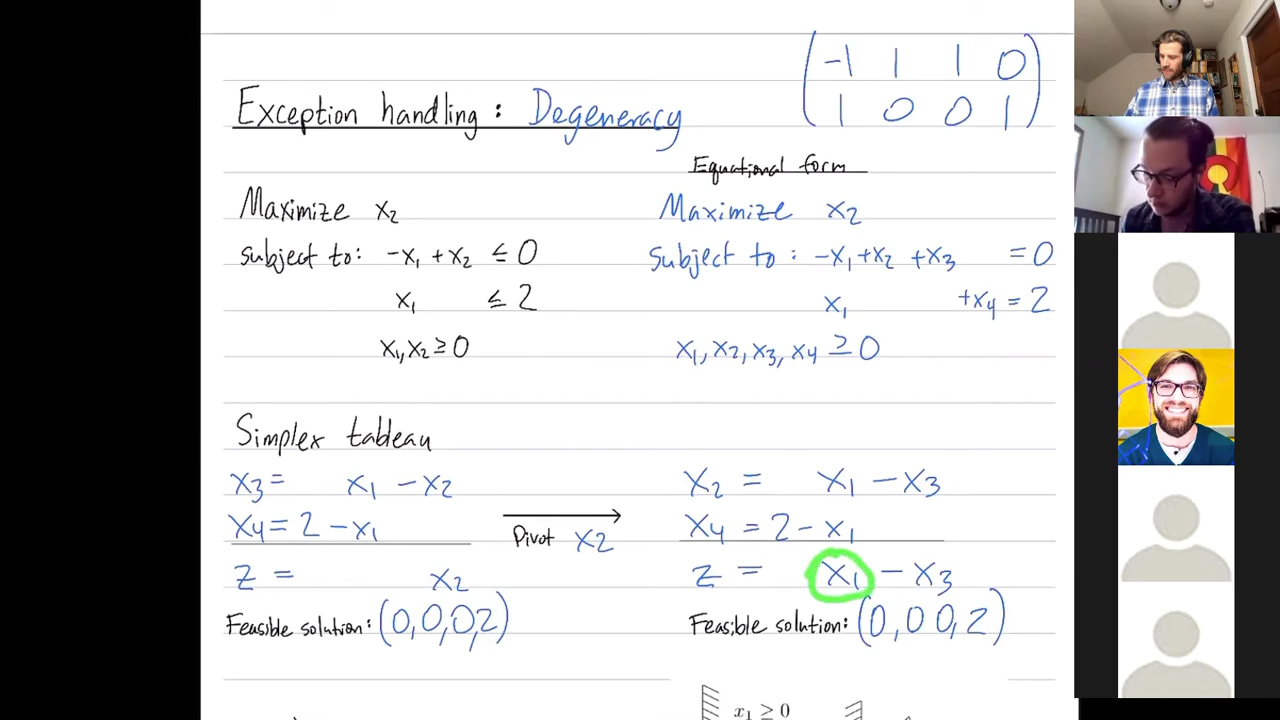 Exception handling: Degeneracy
-1 1 1 0
1 0 0 1
Equational form
Maximize x2
subject to: -x1 + x2 ≤ 0
x1 ≤ 2
x1, x2 ≥ 0
Maximize x2
subject to: -x1 + x2 + x3 = 0
x1 + x4 = 2
x1, x2, x3, x4 ≥ 0
Simplex tableau
x3 = x1 - x2
x4 = 2 - x1
z = x2
Feasible solution: (0,0,0,2)
Pivot x2
x2 = x1 - x3
x4 = 2 - x1
z = x1 - x3
Feasible solution: (0,0 0,2)
x1 ≥ 0